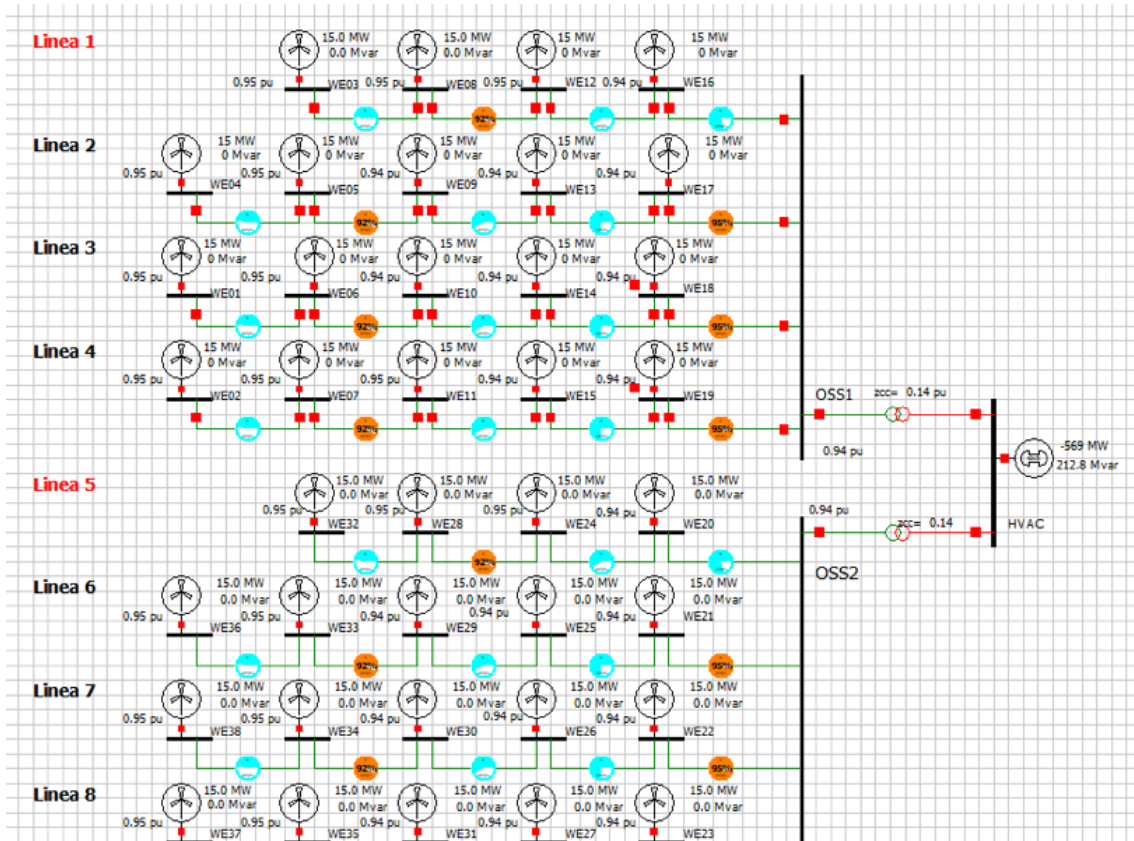 Linea 1
15.0 MW 15.0 MW 15 MW 15 MW
0.0 Mvar 0.0 Mvar 0 Mvar 0 Mvar
0.95 pu WE03 0.95 pu WE08 0.95 pu WE12 0.94 pu WE16
92%
Linea 2
15 MW 15 MW 15 MW 15 MW 15 MW
0 Mvar 0 Mvar 0 Mvar 0 Mvar 0 Mvar
0.95 pu 0.95 pu 0.94 pu 0.94 pu 0.94 pu
WE04 WE05 WE09 WE13 WE17
92% 95%
Linea 3
15 MW 15 MW 15 MW 15 MW 15 MW
0 Mvar 0 Mvar 0 Mvar 0 Mvar 0 Mvar
0.95 pu 0.95 pu 0.94 pu 0.94 pu 0.94 pu
WE01 WE06 WE10 WE14 WE18
92% 95%
Linea 4
15 MW 15 MW 15 MW 15 MW 15 MW
0 Mvar 0 Mvar 0 Mvar 0 Mvar 0 Mvar
0.95 pu 0.95 pu 0.95 pu 0.94 pu 0.94 pu
WE02 WE07 WE11 WE15 WE19
92% 95%
OSS1 zcc= 0.14 pu
0.94 pu
-569 MW
212.8 Mvar
Linea 5
15.0 MW 15.0 MW 15.0 MW 15.0 MW
0.0 Mvar 0.0 Mvar 0.0 Mvar 0.0 Mvar
0.95 pu 0.95 pu 0.95 pu 0.94 pu
WE32 WE28 WE24 WE20
92%
0.94 pu
zcc= 0.14
HVAC
OSS2
Linea 6
15.0 MW 15.0 MW 15.0 MW 15.0 MW 15.0 MW
0.0 Mvar 0.0 Mvar 0.0 Mvar 0.0 Mvar 0.0 Mvar
0.95 pu 0.95 pu 0.94 pu 0.94 pu 0.94 pu
WE36 WE33 WE29 WE25 WE21
92% 95%
Linea 7
15.0 MW 15.0 MW 15.0 MW 15.0 MW 15.0 MW
0.0 Mvar 0.0 Mvar 0.0 Mvar 0.0 Mvar 0.0 Mvar
0.95 pu 0.95 pu 0.94 pu 0.94 pu 0.94 pu
WE38 WE34 WE30 WE26 WE22
92% 95%
Linea 8
15.0 MW 15.0 MW 15.0 MW 15.0 MW 15.0 MW
0.0 Mvar 0.0 Mvar 0.0 Mvar 0.0 Mvar 0.0 Mvar
0.95 pu 0.95 pu 0.94 pu 0.94 pu 0.94 pu
WE37 WE35 WE31 WE27 WE23